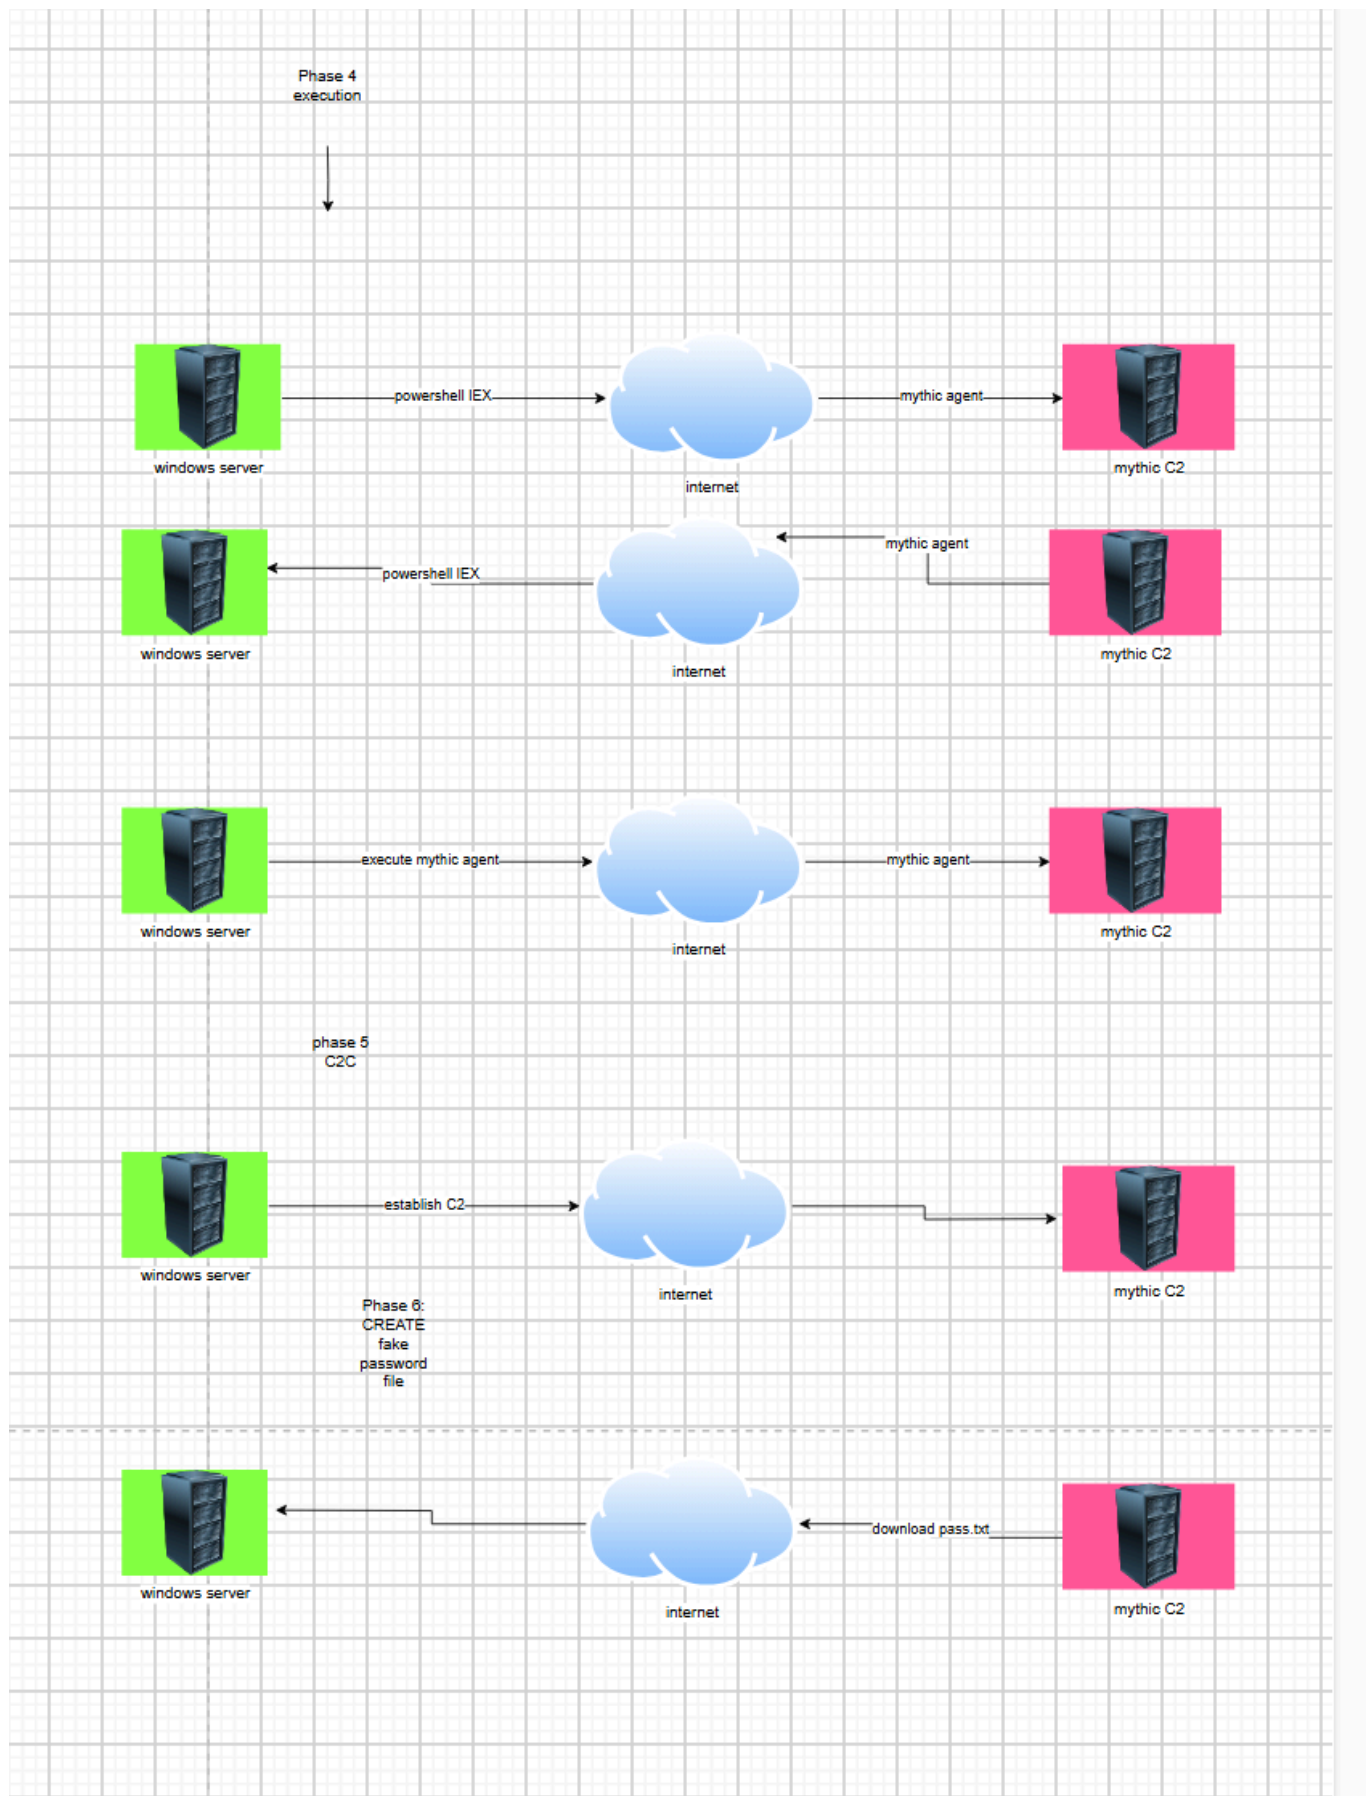 Phase 4
execution
powershell IEX
mythic agent
windows server
internet
mythic C2
powershell IEX
mythic agent
windows server
internet
mythic C2
execute mythic agent
mythic agent
windows server
internet
mythic C2
phase 5
C2C
establish C2
windows server
internet
mythic C2
Phase 6:
CREATE
fake
password
file
download pass.txt
windows server
internet
mythic C2